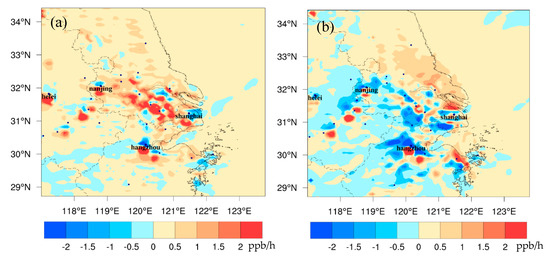 (a)
34°N
33°N
32°N
31°N
30°N
29°N
hefei
nanjing
shanghai
hangzhou
118°E 119°E 120°E 121°E 122°E 123°E
-2 -1.5 -1 -0.5 0 0.5 1 1.5 2 ppb/h
(b)
34°N
33°N
32°N
31°N
30°N
29°N
hefei
nanjing
shanghai
hangzhou
118°E 119°E 120°E 121°E 122°E 123°E
-2 -1.5 -1 -0.5 0 0.5 1 1.5 2 ppb/h